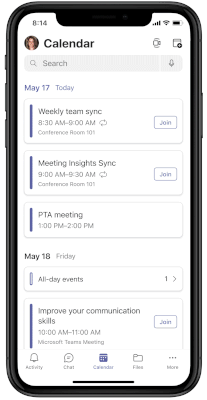 8:14
Calendar
Search
May 17 Today
Weekly team sync
8:30 AM–9:00 AM
Join
Conference Room 101
Meeting Insights Sync
9:00 AM–9:30 AM
Join
Conference Room 101
PTA meeting
1:00 PM–2:00 PM
May 18 Friday
All-day events 1
Improve your communication
skills
Join
10:00 AM–11:00 AM
Microsoft Teams Meeting
Activity Chat Calendar Files More